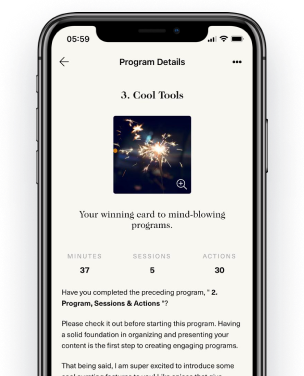 05:59
Program Details
3. Cool Tools
Your winning card to mind-blowing
programs.
MINUTES SESSIONS ACTIONS
37 5 30
Have you completed the preceding program, " 2.
Program, Sessions & Actions "?
Please check it out before starting this program. Having
a solid foundation in organizing and presenting your
content is the first step to creating engaging programs.
That being said, I am super excited to introduce some